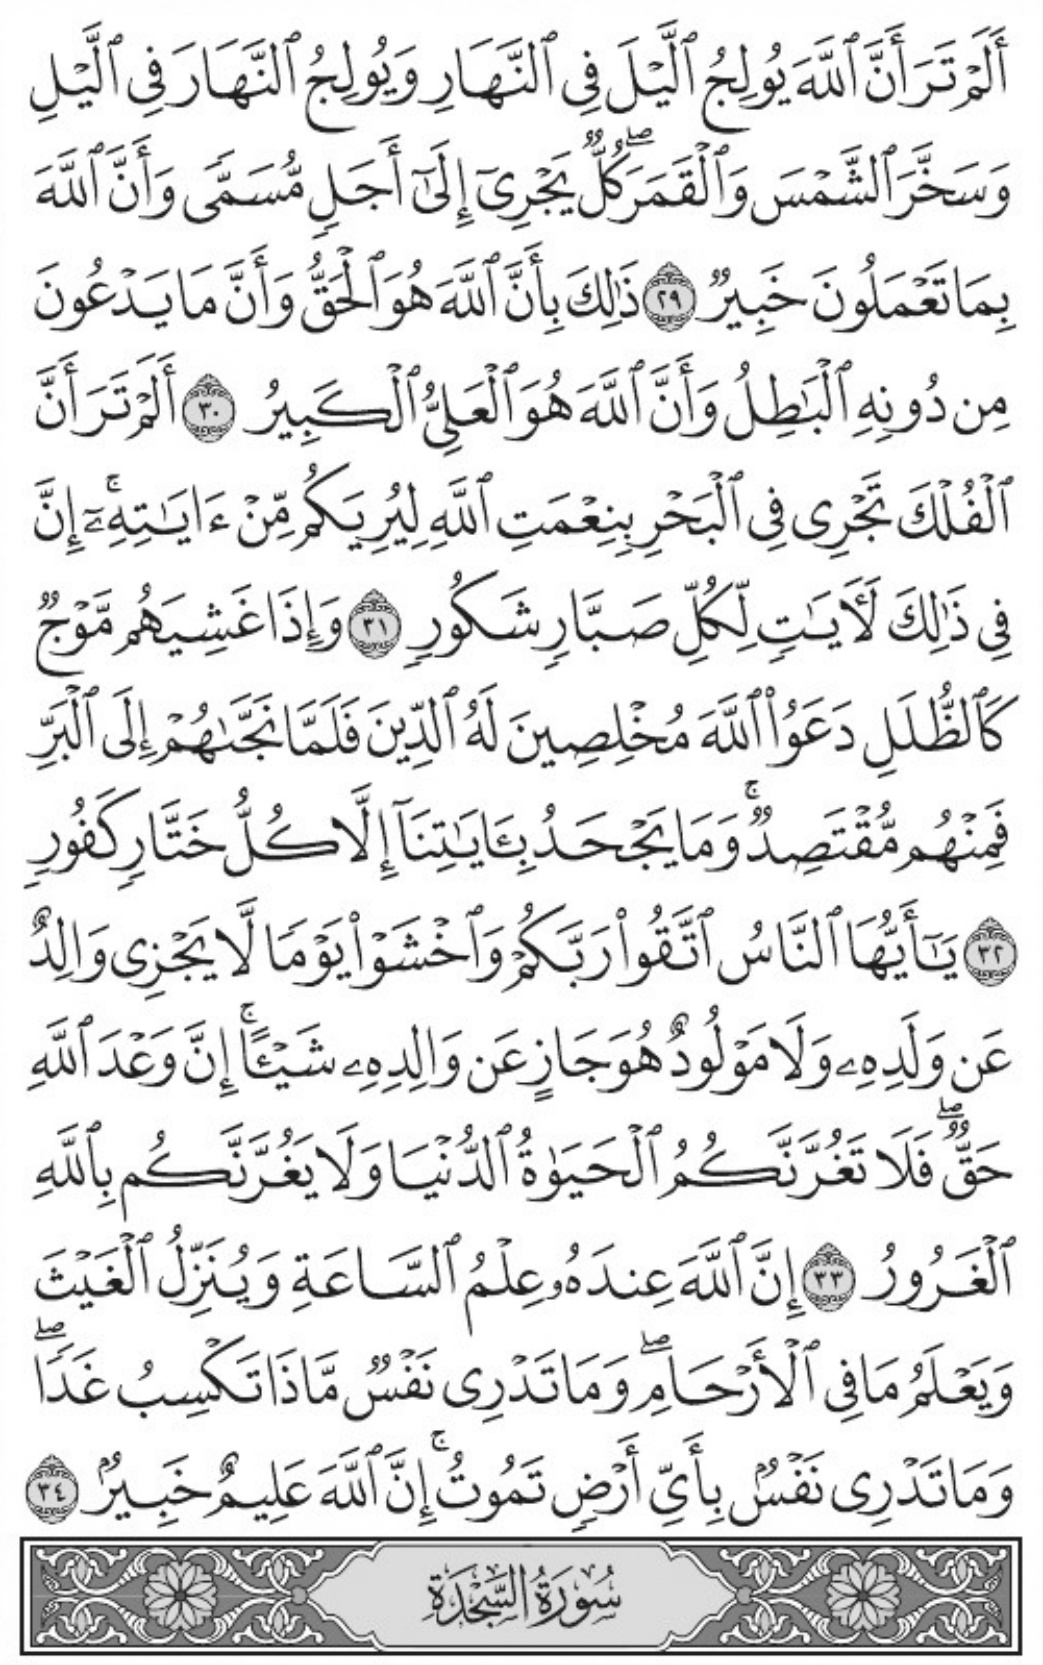 أَلَمْ تَرَ أَنَّ ٱللَّهَ يُولِجُ ٱلَّيْلَ فِى ٱلنَّهَارِ وَيُولِجُ ٱلنَّهَارَ فِى ٱلَّيْلِ
وَسَخَّرَ ٱلشَّمْسَ وَٱلْقَمَرَ ۖ كُلٌّ يَجْرِىٓ إِلَىٰٓ أَجَلٍ مُّسَمًّى وَأَنَّ ٱللَّهَ
بِمَا تَعْمَلُونَ خَبِيرٌ ٢٩ ذَٰلِكَ بِأَنَّ ٱللَّهَ هُوَ ٱلْحَقُّ وَأَنَّ مَا يَدْعُونَ
مِن دُونِهِ ٱلْبَٰطِلُ وَأَنَّ ٱللَّهَ هُوَ ٱلْعَلِىُّ ٱلْكَبِيرُ ٣٠ أَلَمْ تَرَ أَنَّ
ٱلْفُلْكَ تَجْرِى فِى ٱلْبَحْرِ بِنِعْمَتِ ٱللَّهِ لِيُرِيَكُم مِّنْ ءَايَٰتِهِۦٓ ۚ إِنَّ
فِى ذَٰلِكَ لَءَايَٰتٍ لِّكُلِّ صَبَّارٍ شَكُورٍ ٣١ وَإِذَا غَشِيَهُم مَّوْجٌ
كَٱلظُّلَلِ دَعَوُا۟ ٱللَّهَ مُخْلِصِينَ لَهُ ٱلدِّينَ فَلَمَّا نَجَّىٰهُمْ إِلَى ٱلْبَرِّ
فَمِنْهُم مُّقْتَصِدٌ ۚ وَمَا يَجْحَدُ بِـَٔايَٰتِنَآ إِلَّا كُلُّ خَتَّارٍ كَفُورٍ
٣٢ يَٰٓأَيُّهَا ٱلنَّاسُ ٱتَّقُوا۟ رَبَّكُمْ وَٱخْشَوْا۟ يَوْمًا لَّا يَجْزِى وَالِدٌ
عَن وَلَدِهِۦ وَلَا مَوْلُودٌ هُوَ جَازٍ عَن وَالِدِهِۦ شَيْـًٔا ۚ إِنَّ وَعْدَ ٱللَّهِ
حَقٌّ ۖ فَلَا تَغُرَّنَّكُمُ ٱلْحَيَوٰةُ ٱلدُّنْيَا وَلَا يَغُرَّنَّكُم بِٱللَّهِ
ٱلْغَرُورُ ٣٣ إِنَّ ٱللَّهَ عِندَهُۥ عِلْمُ ٱلسَّاعَةِ وَيُنَزِّلُ ٱلْغَيْثَ
وَيَعْلَمُ مَا فِى ٱلْأَرْحَامِ ۖ وَمَا تَدْرِى نَفْسٌ مَّاذَا تَكْسِبُ غَدًا ۖ
وَمَا تَدْرِى نَفْسٌۢ بِأَىِّ أَرْضٍ تَمُوتُ ۚ إِنَّ ٱللَّهَ عَلِيمٌ خَبِيرٌۢ ٣٤
سُورَةُ السَّجْدَةِ